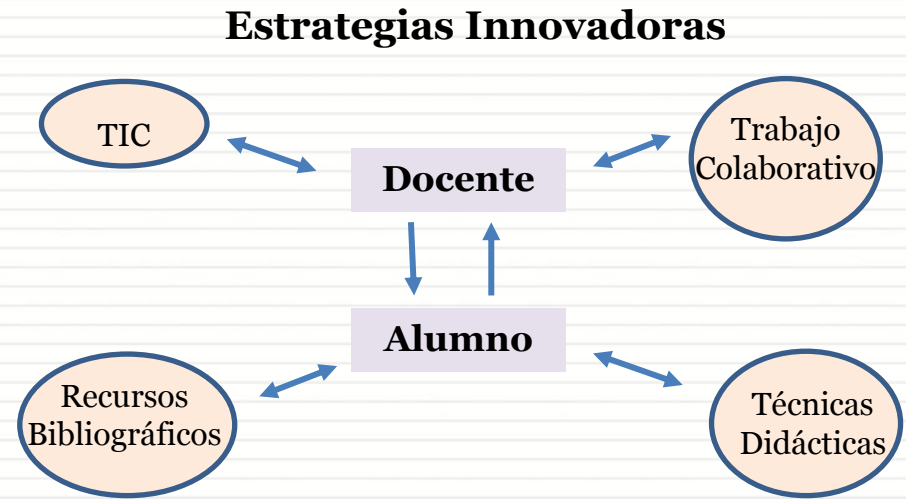 Estrategias Innovadoras
TIC
Trabajo
Colaborativo
Docente
Alumno
Recursos
Bibliográficos
Técnicas
Didácticas